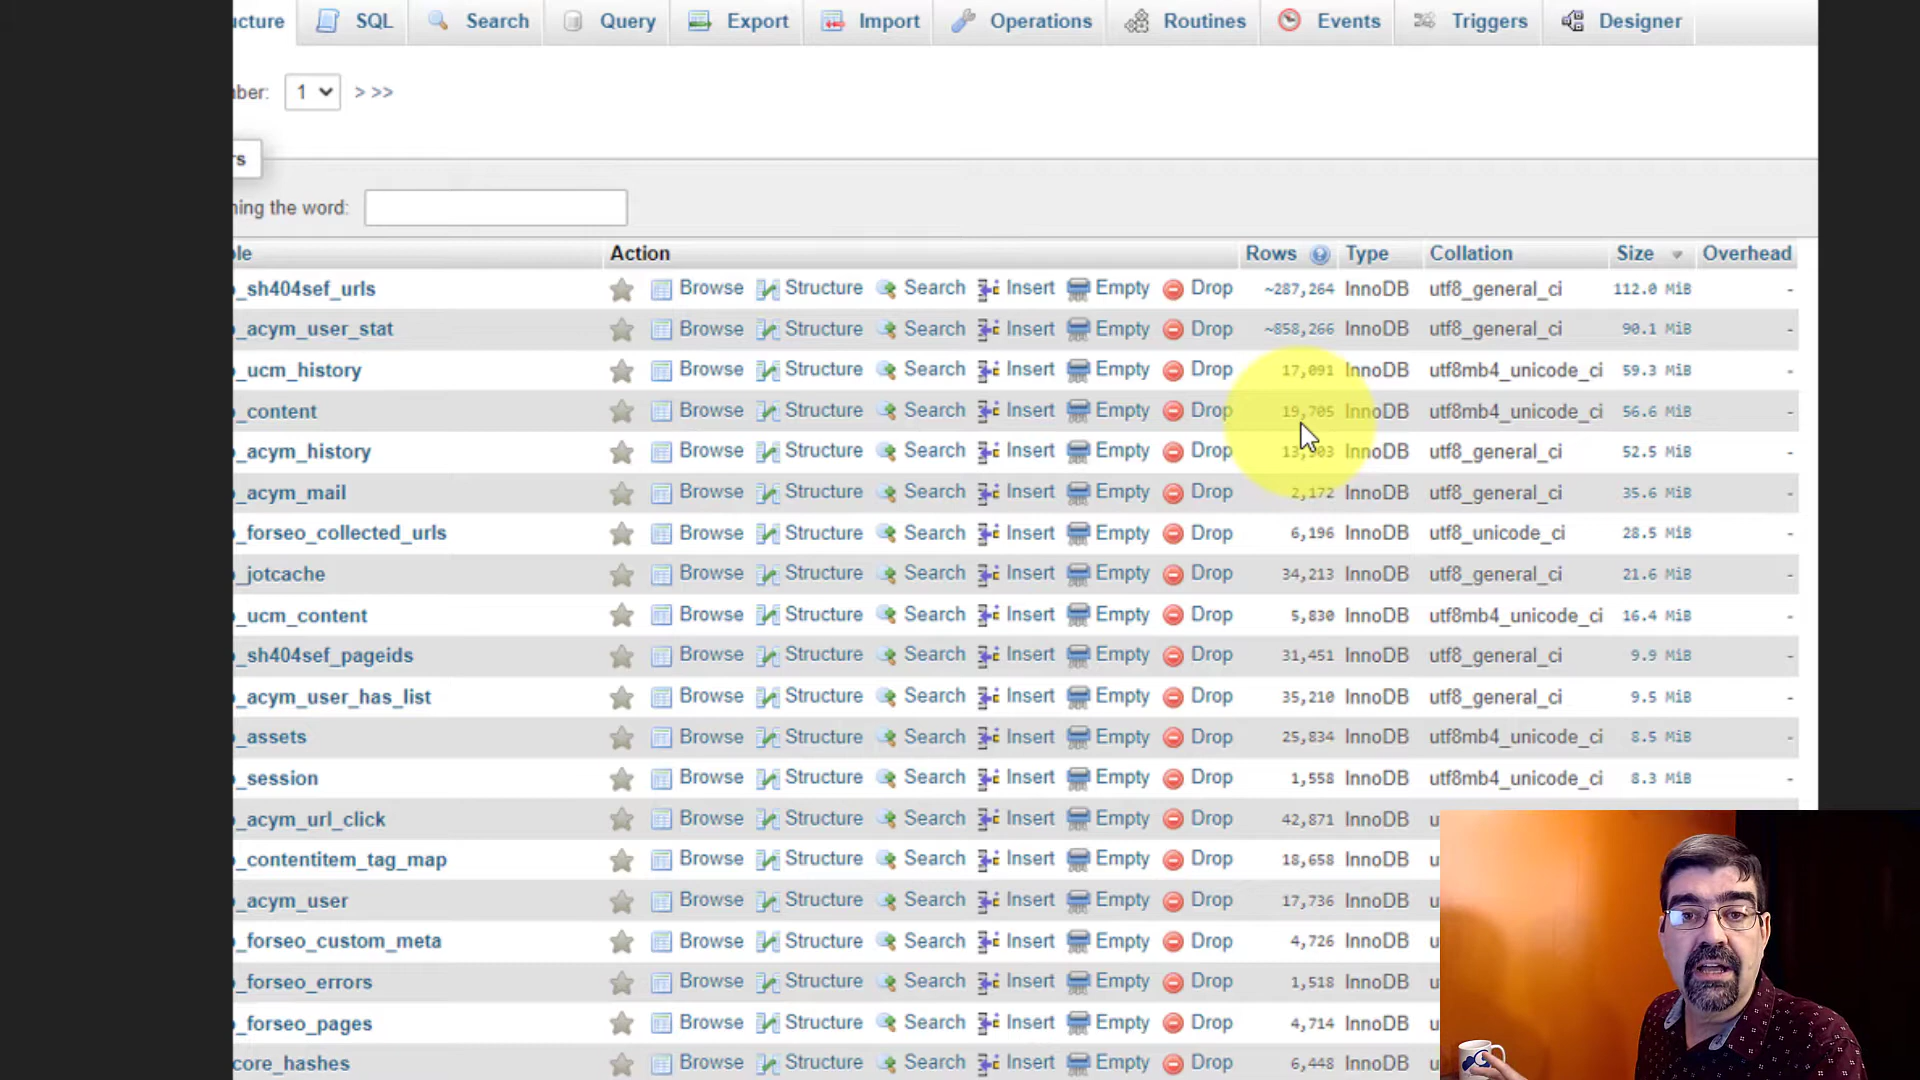 ucture SQL Search Query Export Import Operations Routines Events Triggers Designer
ber: 1 > >>
rs
ning the word:
le Action Rows Type Collation Size Overhead
_sh404sef_urls Browse Structure Search Insert Empty Drop ~287,264 InnoDB utf8_general_ci 112.0 MiB -
_acym_user_stat Browse Structure Search Insert Empty Drop ~858,266 InnoDB utf8_general_ci 90.1 MiB -
_ucm_history Browse Structure Search Insert Empty Drop 17,091 InnoDB utf8mb4_unicode_ci 59.3 MiB -
_content Browse Structure Search Insert Empty Drop 19,705 InnoDB utf8mb4_unicode_ci 56.6 MiB -
_acym_history Browse Structure Search Insert Empty Drop InnoDB utf8_general_ci 52.5 MiB -
_acym_mail Browse Structure Search Insert Empty Drop 2,172 InnoDB utf8_general_ci 35.6 MiB -
_forseo_collected_urls Browse Structure Search Insert Empty Drop 6,196 InnoDB utf8_unicode_ci 28.5 MiB -
_jotcache Browse Structure Search Insert Empty Drop 34,213 InnoDB utf8_general_ci 21.6 MiB -
_ucm_content Browse Structure Search Insert Empty Drop 5,830 InnoDB utf8mb4_unicode_ci 16.4 MiB -
_sh404sef_pageids Browse Structure Search Insert Empty Drop 31,451 InnoDB utf8_general_ci 9.9 MiB -
_acym_user_has_list Browse Structure Search Insert Empty Drop 35,210 InnoDB utf8_general_ci 9.5 MiB -
_assets Browse Structure Search Insert Empty Drop 25,834 InnoDB utf8mb4_unicode_ci 8.5 MiB -
_session Browse Structure Search Insert Empty Drop 1,558 InnoDB utf8mb4_unicode_ci 8.3 MiB -
_acym_url_click Browse Structure Search Insert Empty Drop 42,871 InnoDB u
_contentitem_tag_map Browse Structure Search Insert Empty Drop 18,658 InnoDB u
_acym_user Browse Structure Search Insert Empty Drop 17,736 InnoDB u
_forseo_custom_meta Browse Structure Search Insert Empty Drop 4,726 InnoDB u
_forseo_errors Browse Structure Search Insert Empty Drop 1,518 InnoDB u
_forseo_pages Browse Structure Search Insert Empty Drop 4,714 InnoDB u
core_hashes Browse Structure Search Insert Empty Drop 6,448 InnoDB u